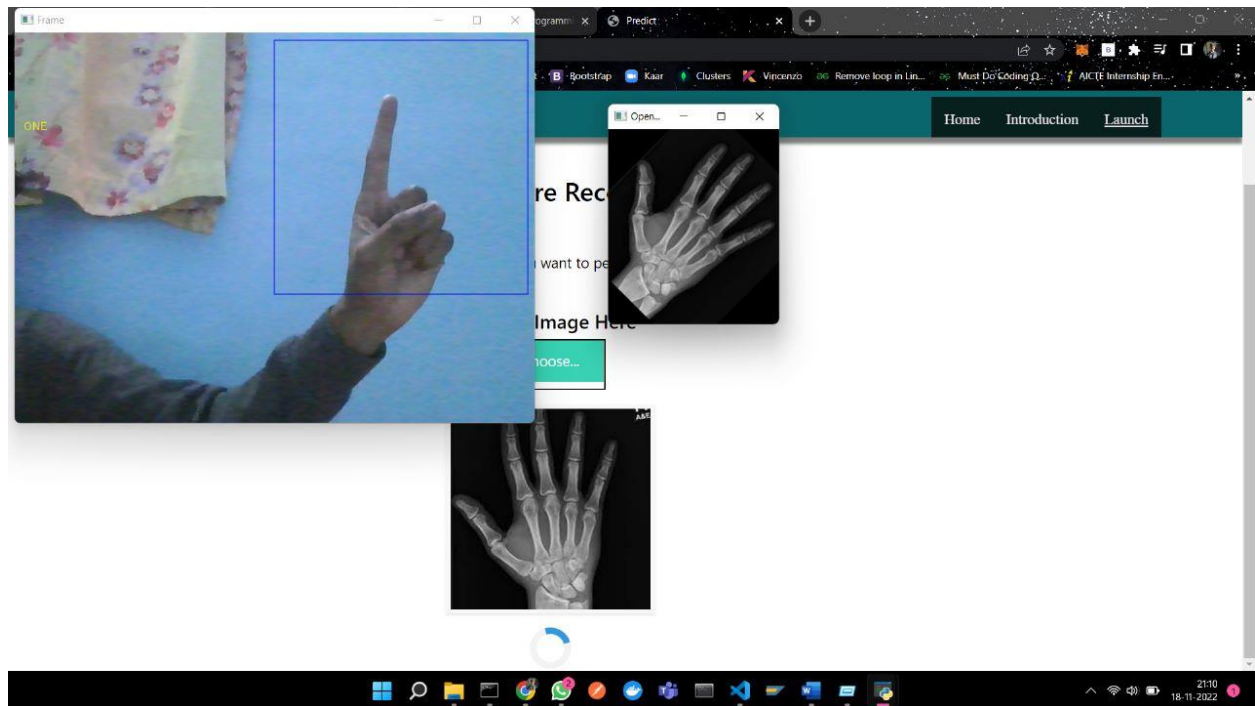 Frame
Predict
Bootstrap
Kaar
Clusters
Vincenzo
Remove loop in Lin...
Must Do Coding Q...
AICTE Internship En...
ONE
Open...
Home
Introduction
Launch
re Rec
want to pe
Image Here
hoose...
A&E
21:10
18-11-2022
1